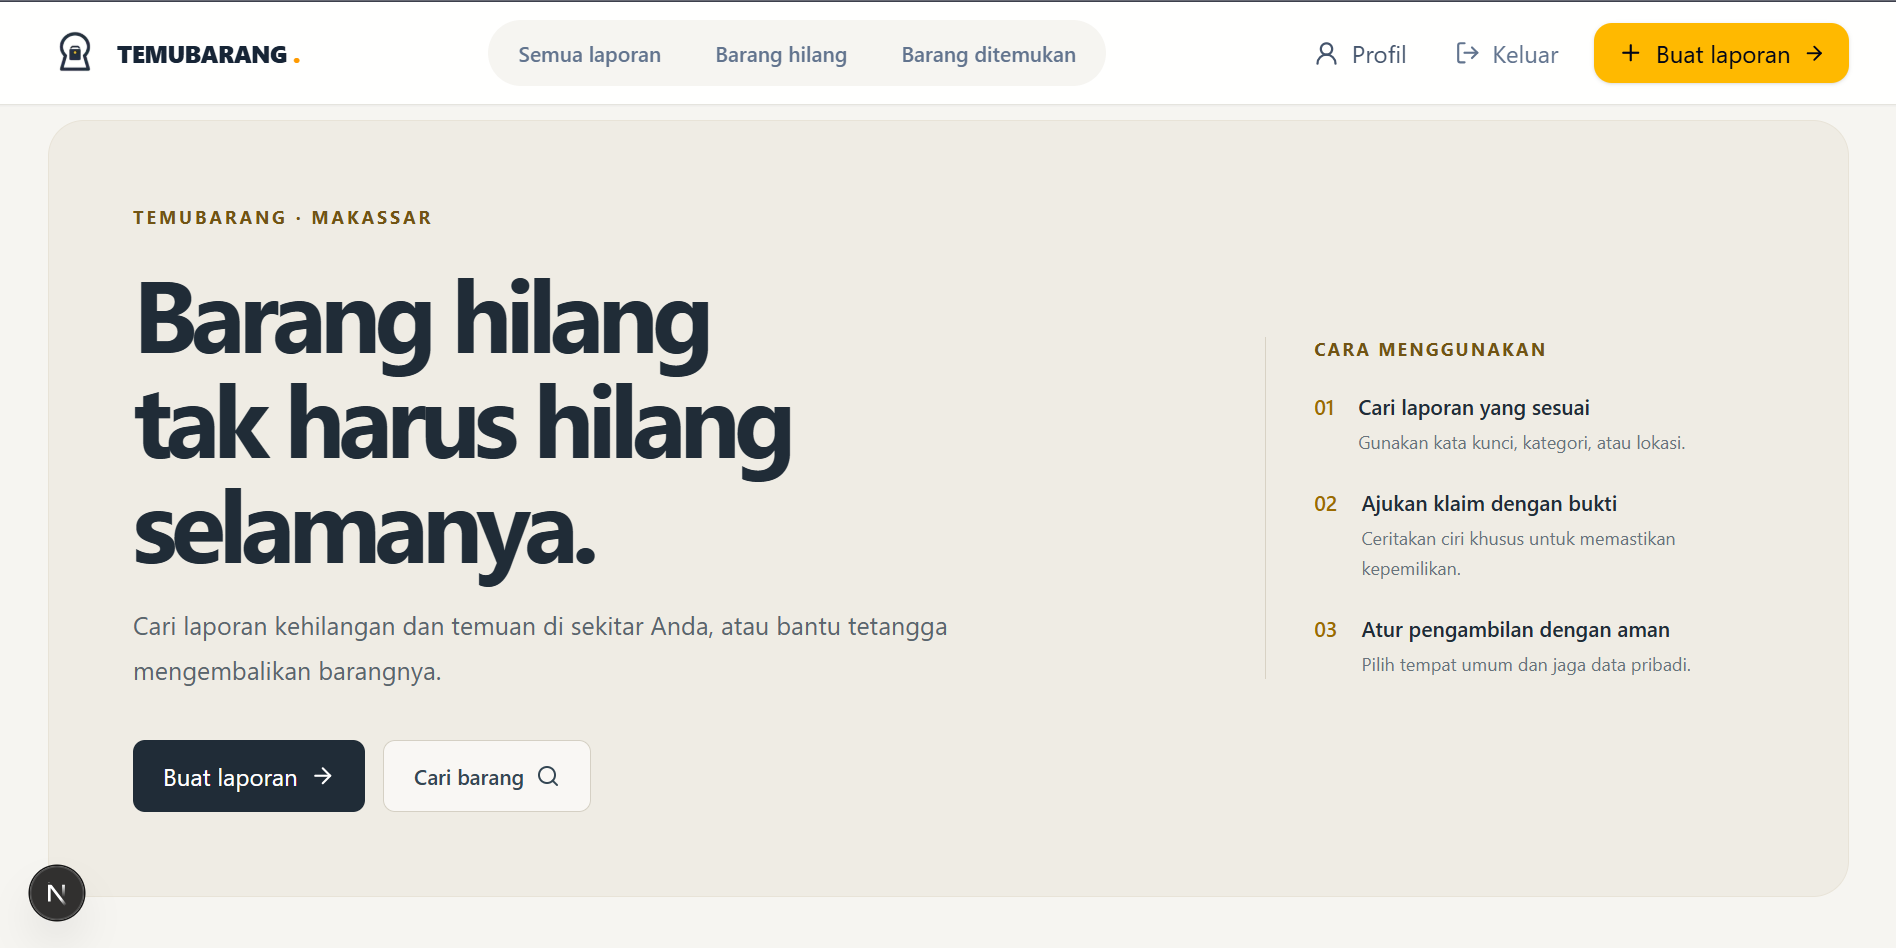 TEMUBARANG.
Semua laporan
Barang hilang
Barang ditemukan
Profil
Keluar
+ Buat laporan →
TEMUBARANG · MAKASSAR
Barang hilang
tak harus hilang
selamanya.
Cari laporan kehilangan dan temuan di sekitar Anda, atau bantu tetangga
mengembalikan barangnya.
Buat laporan →
Cari barang
CARA MENGGUNAKAN
01 Cari laporan yang sesuai
Gunakan kata kunci, kategori, atau lokasi.
02 Ajukan klaim dengan bukti
Ceritakan ciri khusus untuk memastikan
kepemilikan.
03 Atur pengambilan dengan aman
Pilih tempat umum dan jaga data pribadi.
N